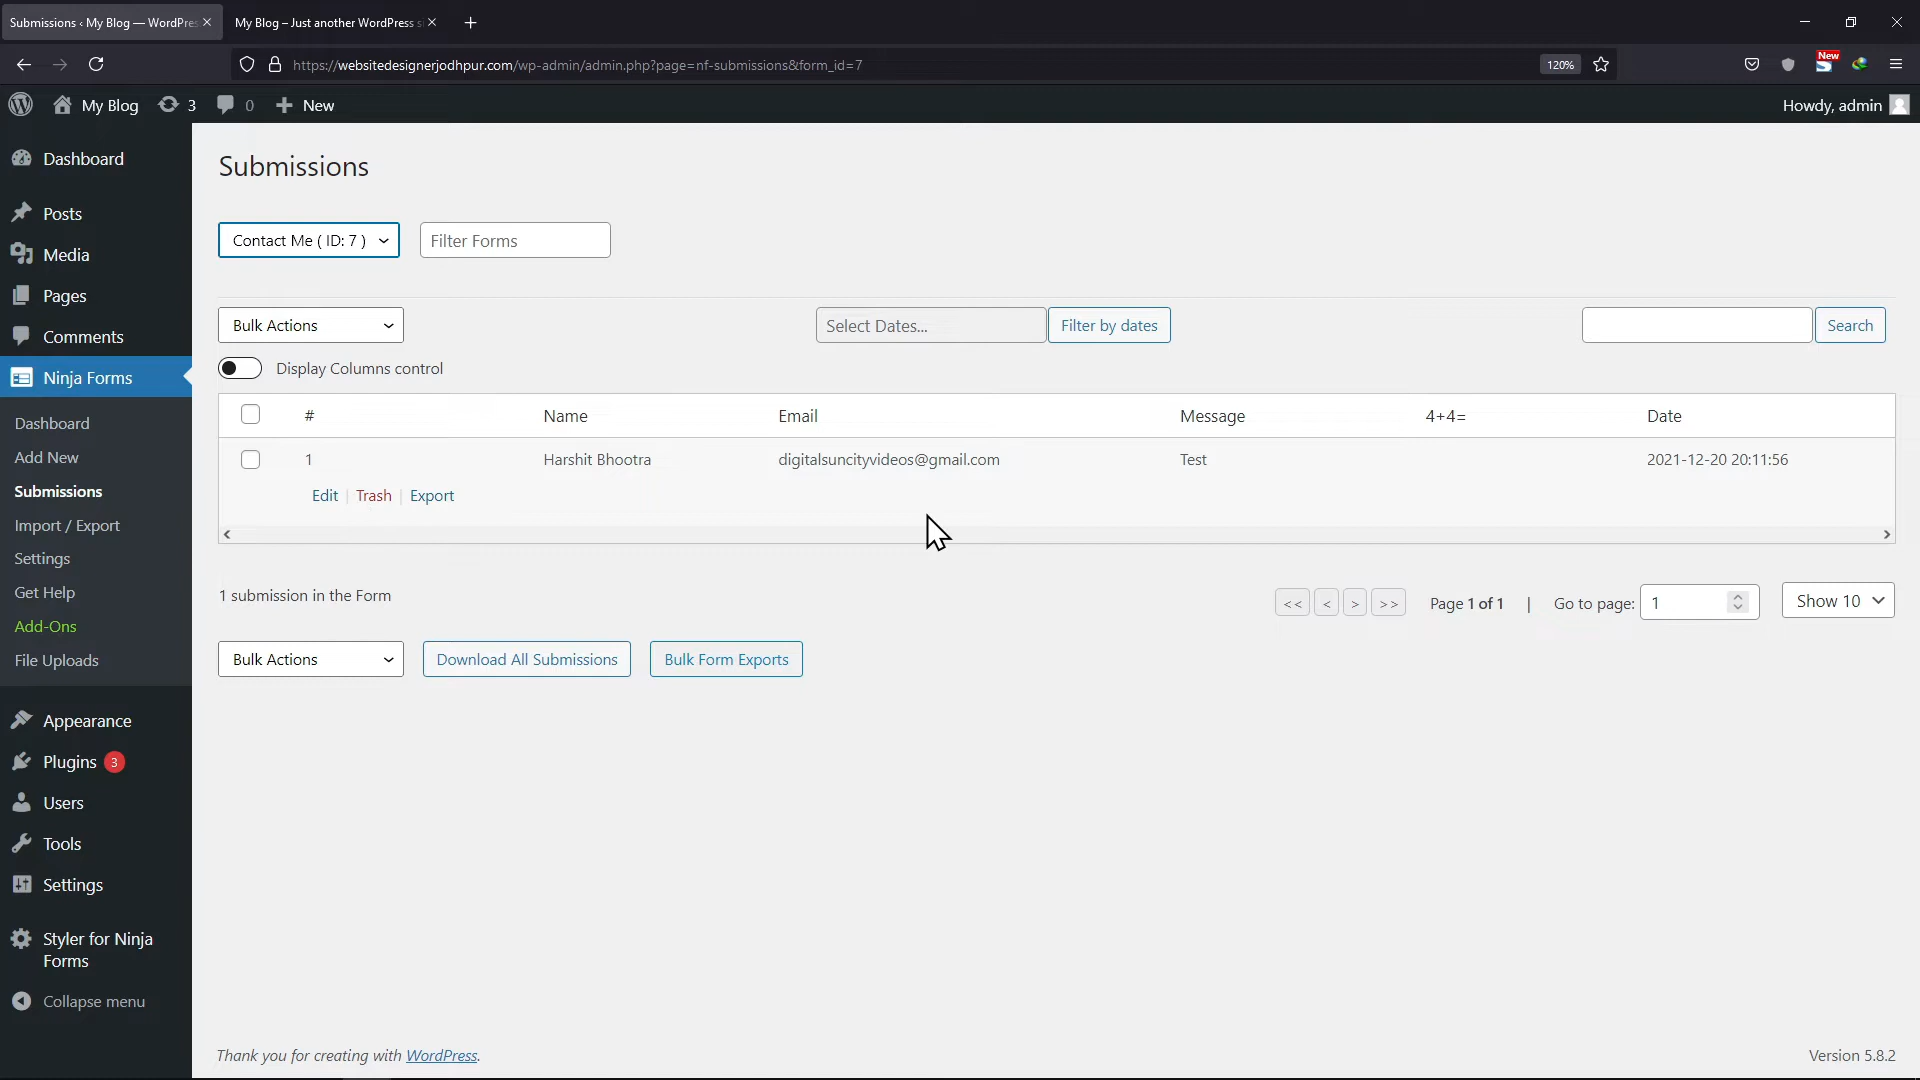 Submissions ‹ My Blog — WordPres
My Blog – Just another WordPress s
https://websitedesignerjodhpur.com/wp-admin/admin.php?page=nf-submissions&form_id=7
120%
New
My Blog
3
0
New
Howdy, admin
Dashboard
Posts
Media
Pages
Comments
Ninja Forms
Dashboard
Add New
Submissions
Import / Export
Settings
Get Help
Add-Ons
File Uploads
Appearance
Plugins 3
Users
Tools
Settings
Styler for Ninja
Forms
Collapse menu
Submissions
Contact Me ( ID: 7 )
Filter Forms
Bulk Actions
Select Dates...
Filter by dates
Search
Display Columns control
# Name Email Message 4+4= Date
1 Harshit Bhootra digitalsuncityvideos@gmail.com Test 2021-12-20 20:11:56
Edit | Trash | Export
1 submission in the Form
<< < > >> Page 1 of 1 | Go to page: 1 Show 10
Bulk Actions
Download All Submissions
Bulk Form Exports
Thank you for creating with WordPress.
Version 5.8.2